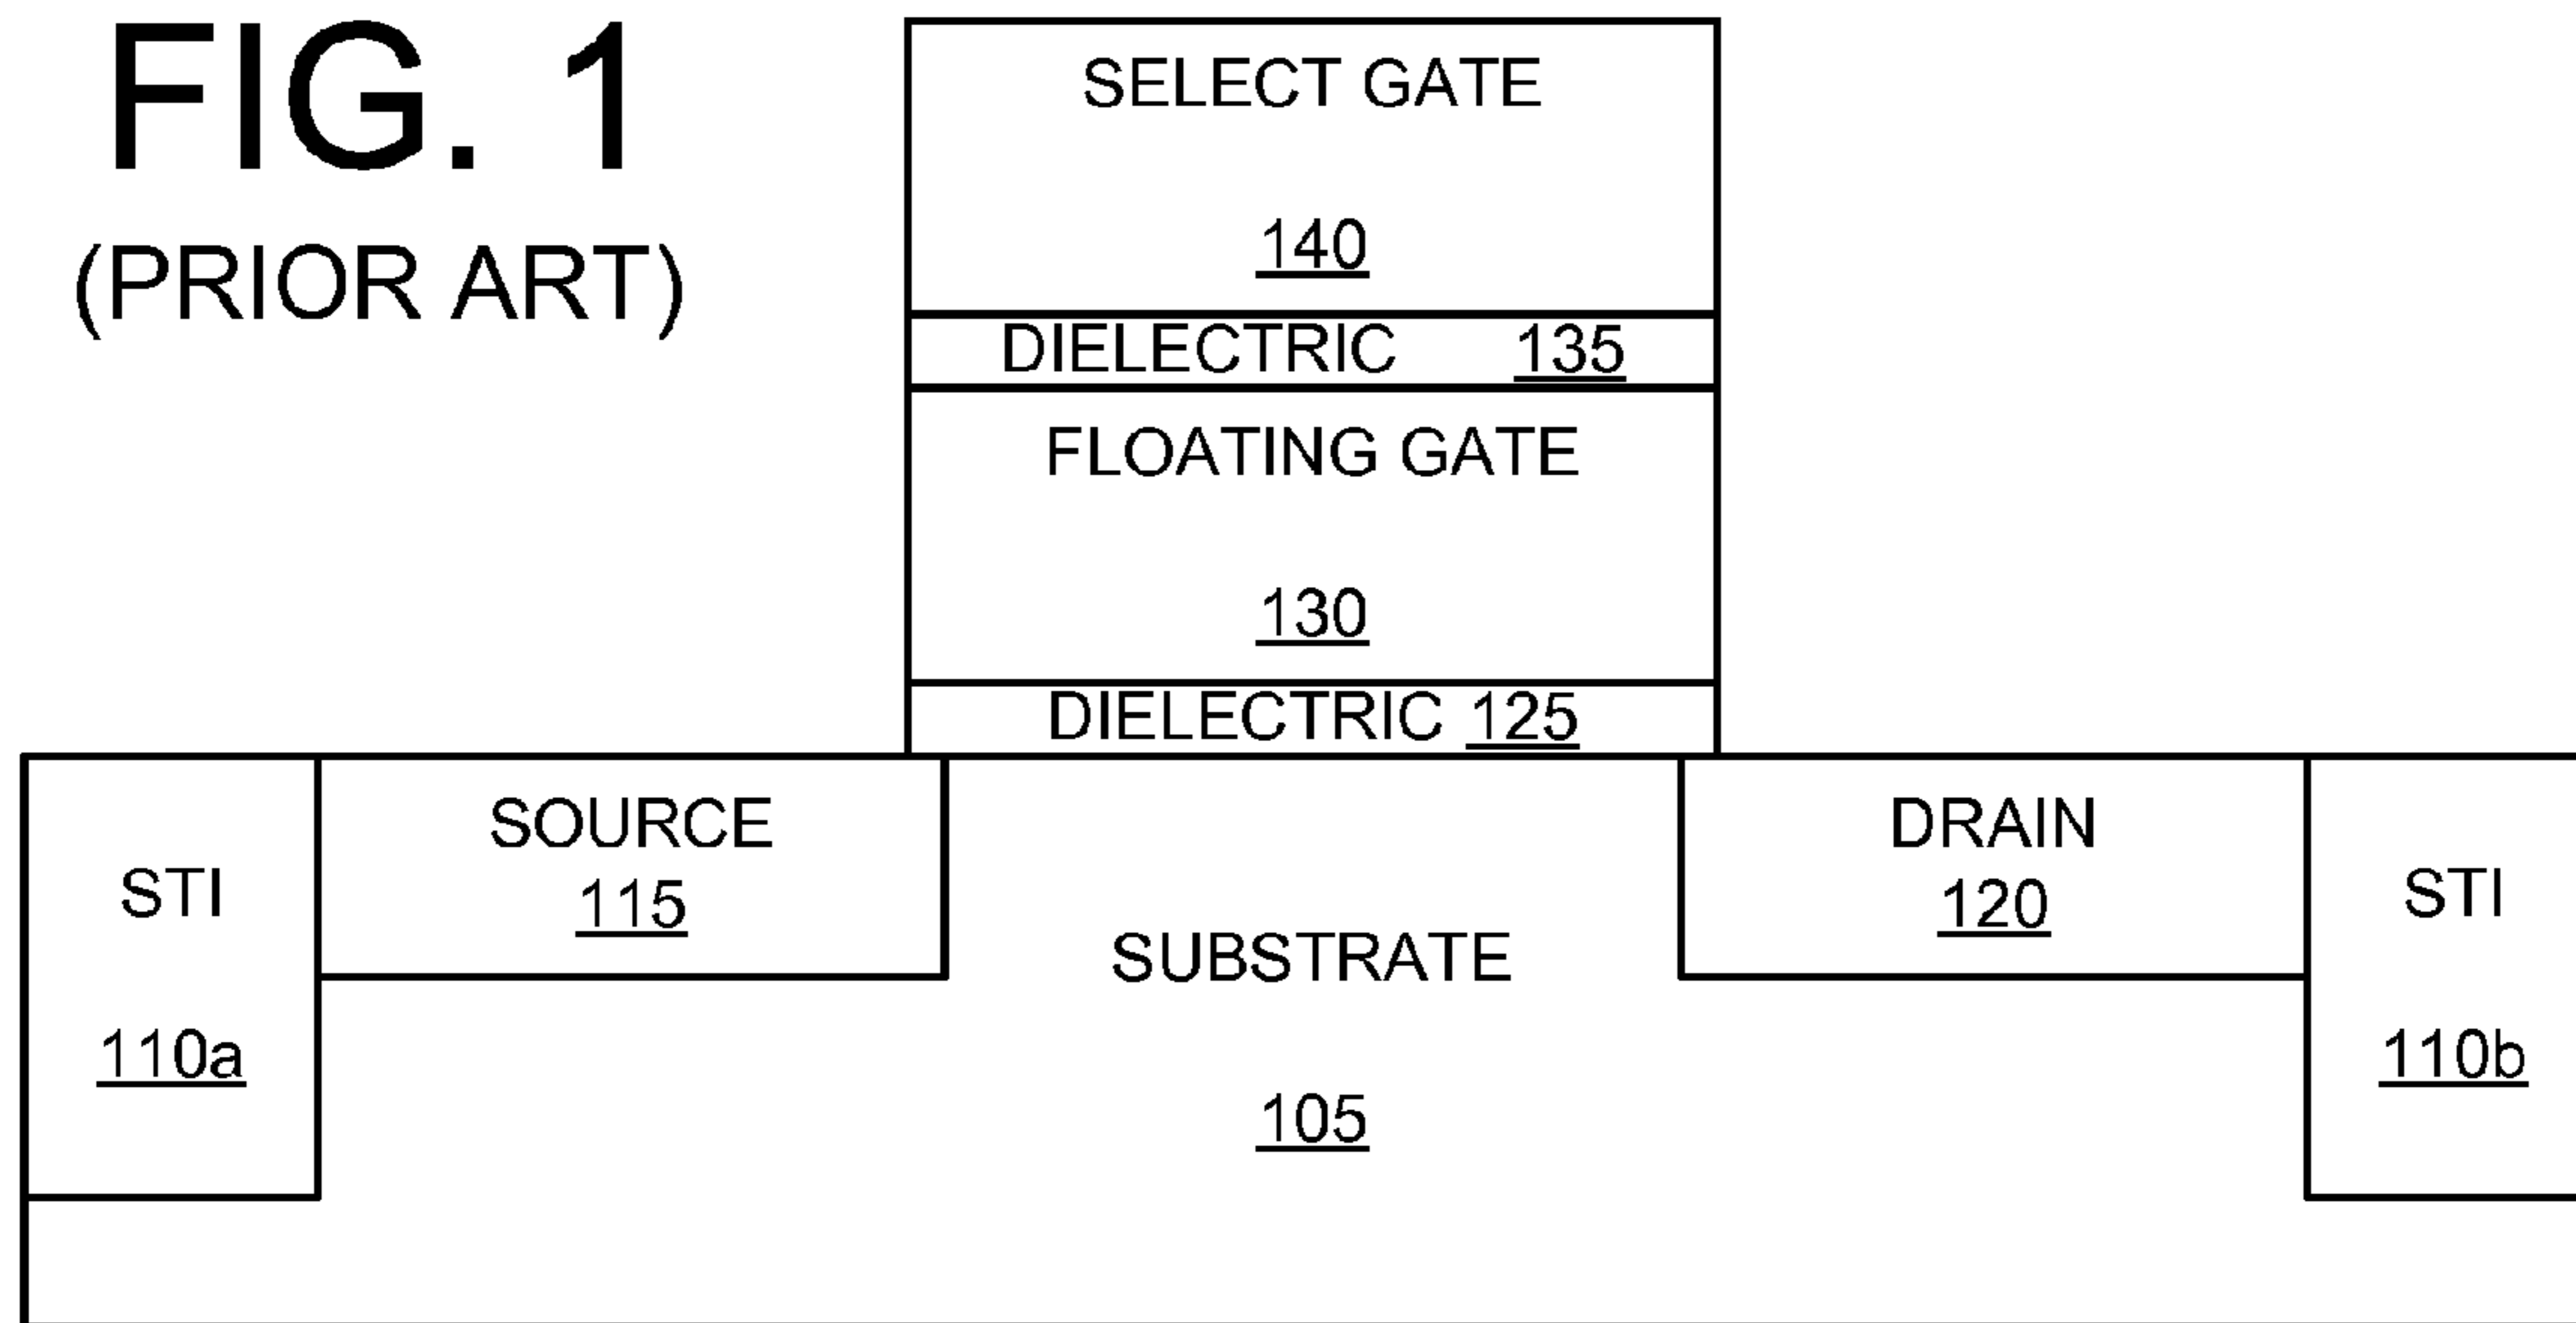 FIG. 1
(PRIOR ART)
SELECT GATE
140
DIELECTRIC 135
FLOATING GATE
130
DIELECTRIC 125
SOURCE
115
DRAIN
120
STI
110a
SUBSTRATE
105
STI
110b